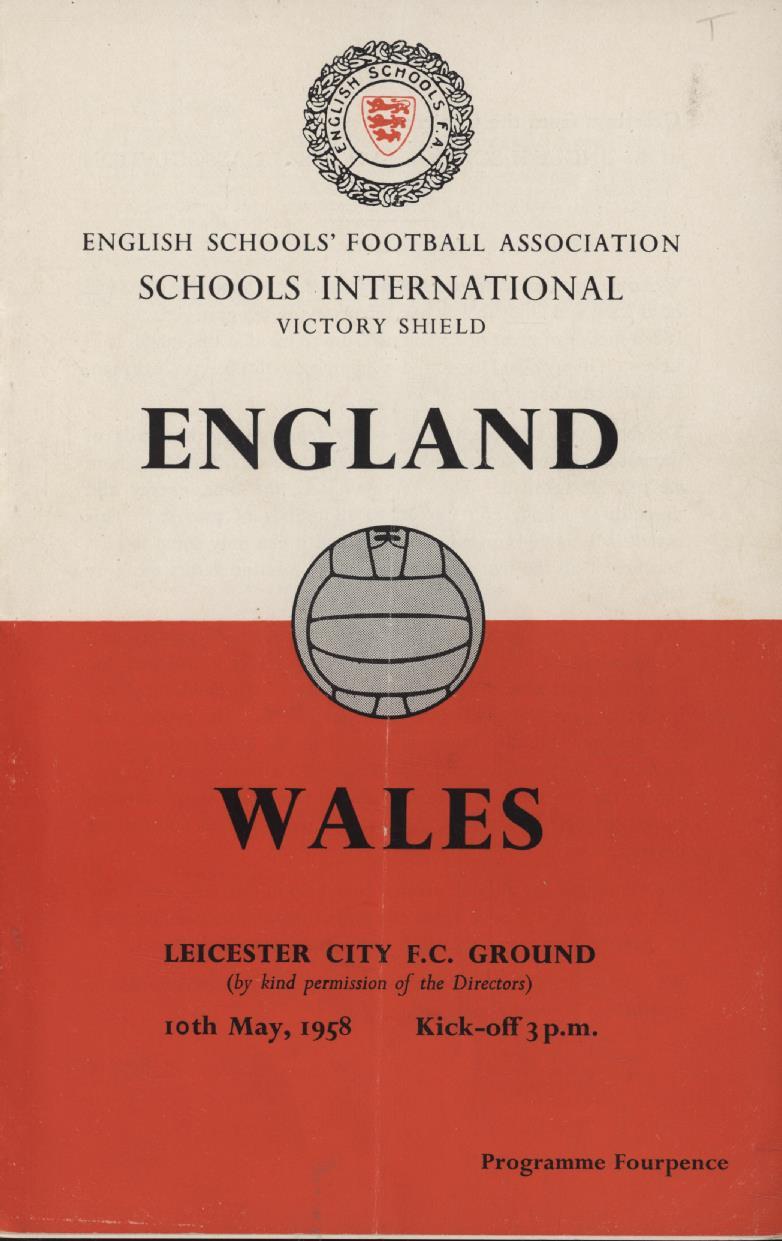 ENGLISH SCHOOLS F.A.
ENGLISH SCHOOLS' FOOTBALL ASSOCIATION
SCHOOLS INTERNATIONAL
VICTORY SHIELD
ENGLAND
WALES
LEICESTER CITY F.C. GROUND
(by kind permission of the Directors)
10th May, 1958 Kick-off 3 p.m.
Programme Fourpence